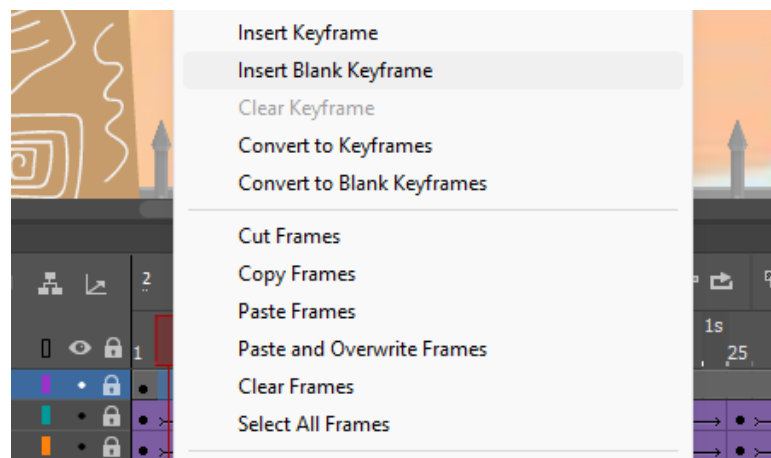 Insert Keyframe
Insert Blank Keyframe
Clear Keyframe
Convert to Keyframes
Convert to Blank Keyframes
Cut Frames
Copy Frames
Paste Frames
Paste and Overwrite Frames
Clear Frames
Select All Frames
2
1s
1
25